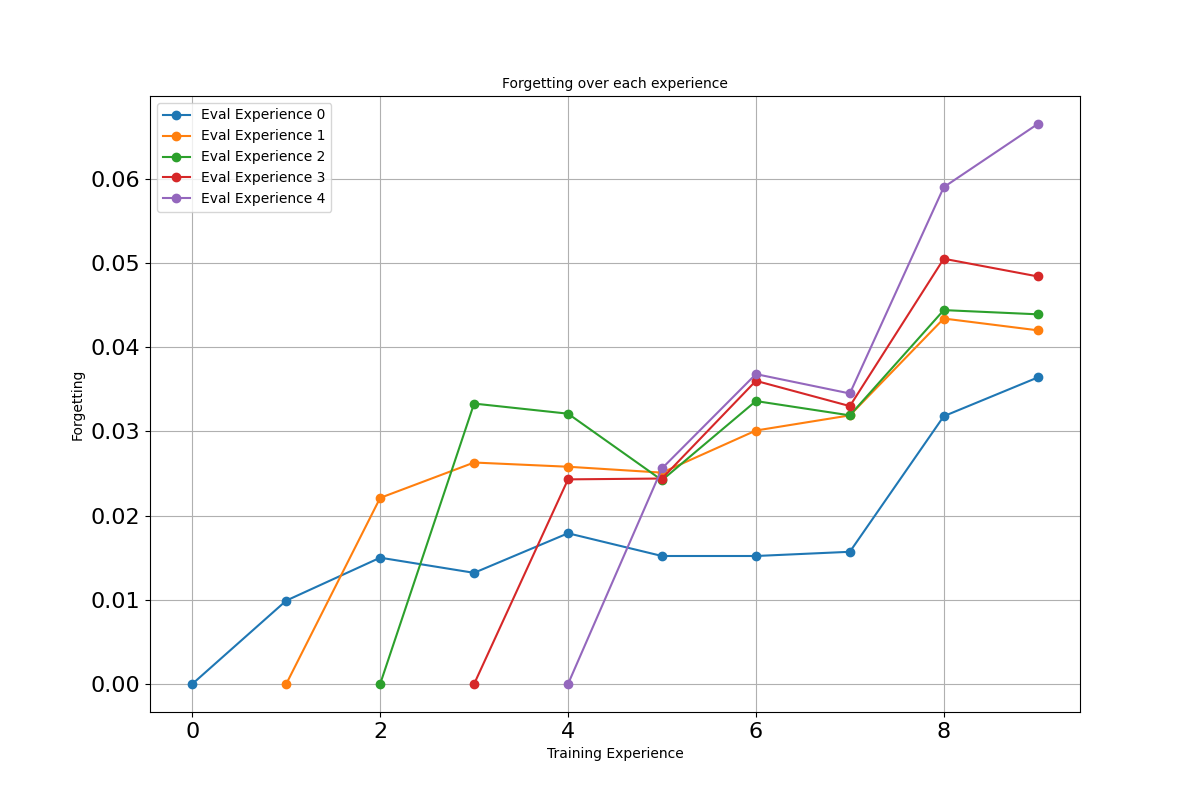 Forgetting over each experience
Eval Experience 0
Eval Experience 1
Eval Experience 2
Eval Experience 3
Eval Experience 4
0.06
0.05
0.04
0.03
0.02
0.01
0.00
Forgetting
0 2 4 6 8
Training Experience